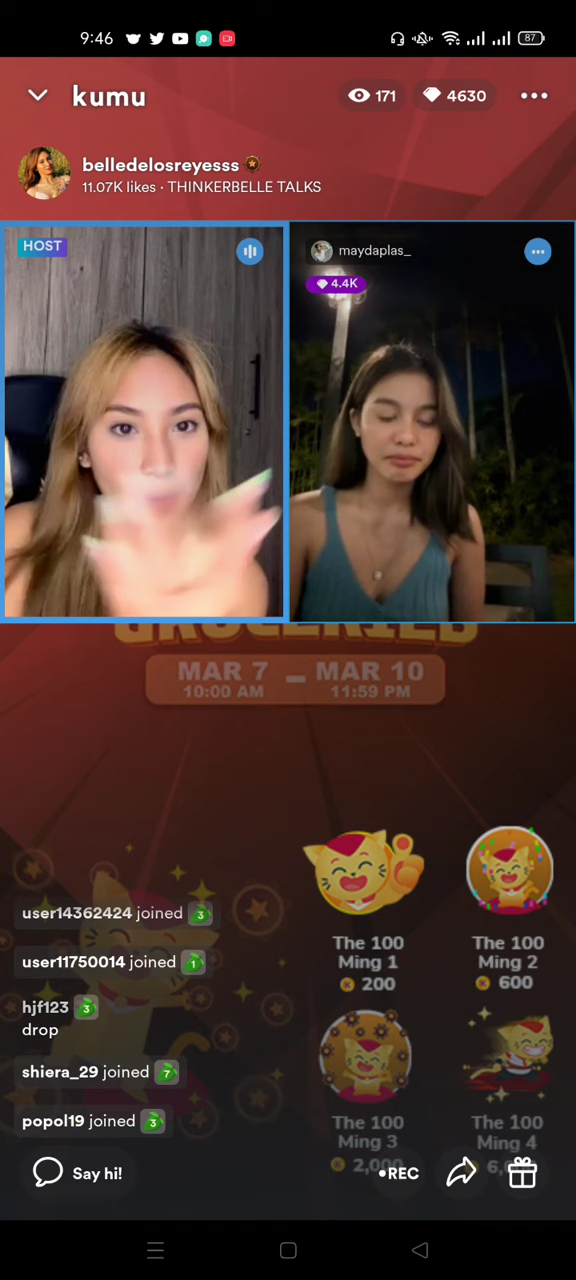 9:46
87
kumu
171
4630
belledelosreyesss
11.07K likes · THINKERBELLE TALKS
HOST
maydaplas_
4.4K
GROCERIED
MAR 7 – MAR 10
10:00 AM 11:59 PM
user14362424 joined 3
user11750014 joined 1
hjf123 3
drop
shiera_29 joined 7
popol19 joined 3
The 100
Ming 1
200
The 100
Ming 2
600
The 100
Ming 3
2,000
The 100
Ming 4
Say hi!
•REC